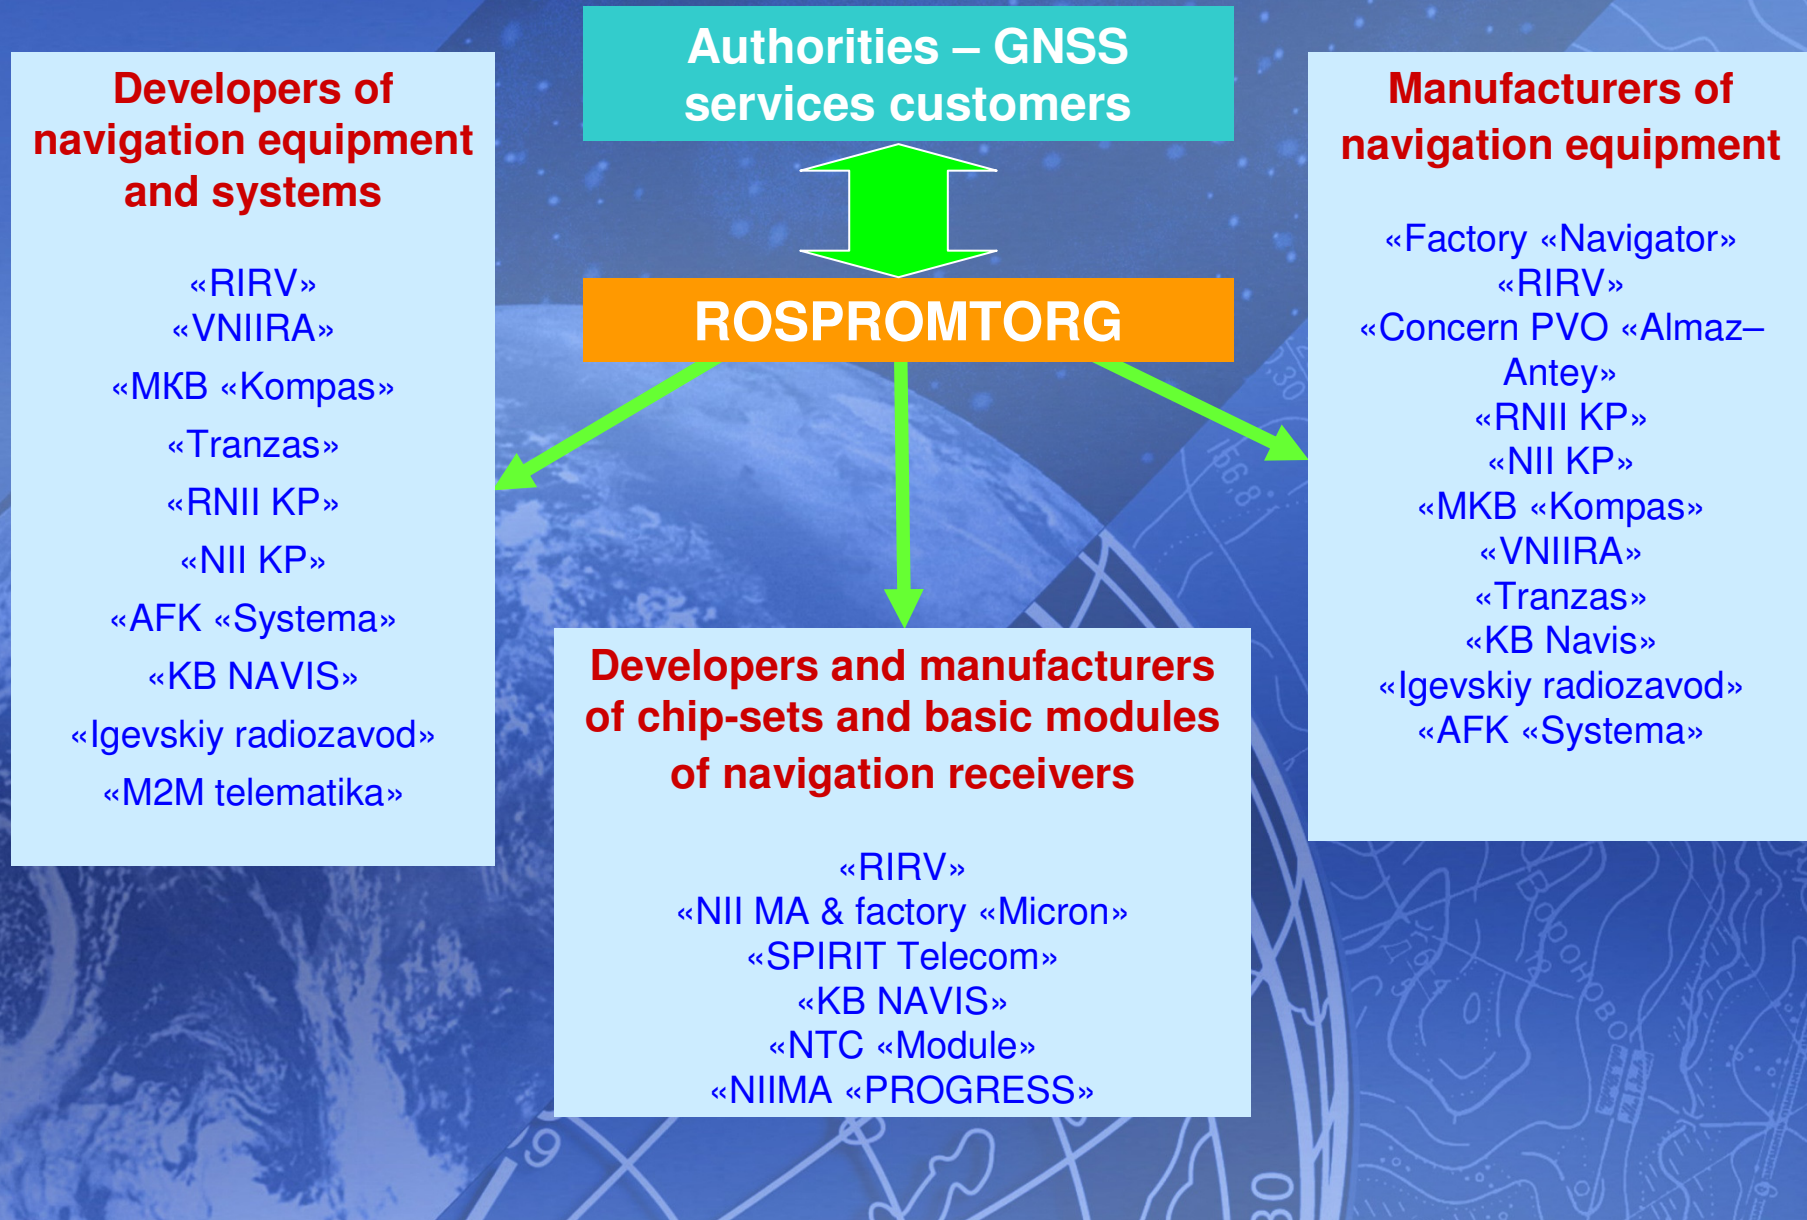 Authorities – GNSS
services customers
Developers of
navigation equipment
and systems
«RIRV»
«VNIIRA»
«МКВ «Kompas»
«Tranzas»
«RNII KP»
«NII KP»
«AFK «Systema»
«KB NAVIS»
«Igevskiy radiozavod»
«M2M telematika»
ROSPROMTORG
Developers and manufacturers
of chip-sets and basic modules
of navigation receivers
«RIRV»
«NII MA & factory «Micron»
«SPIRIT Telecom»
«KB NAVIS»
«NTC «Module»
«NIIMA «PROGRESS»
Manufacturers of
navigation equipment
«Factory «Navigator»
«RIRV»
«Concern PVO «Almaz–
Antey»
«RNII KP»
«NII KP»
«MKB «Kompas»
«VNIIRA»
«Tranzas»
«KB Navis»
«Igevskiy radiozavod»
«AFK «Systema»